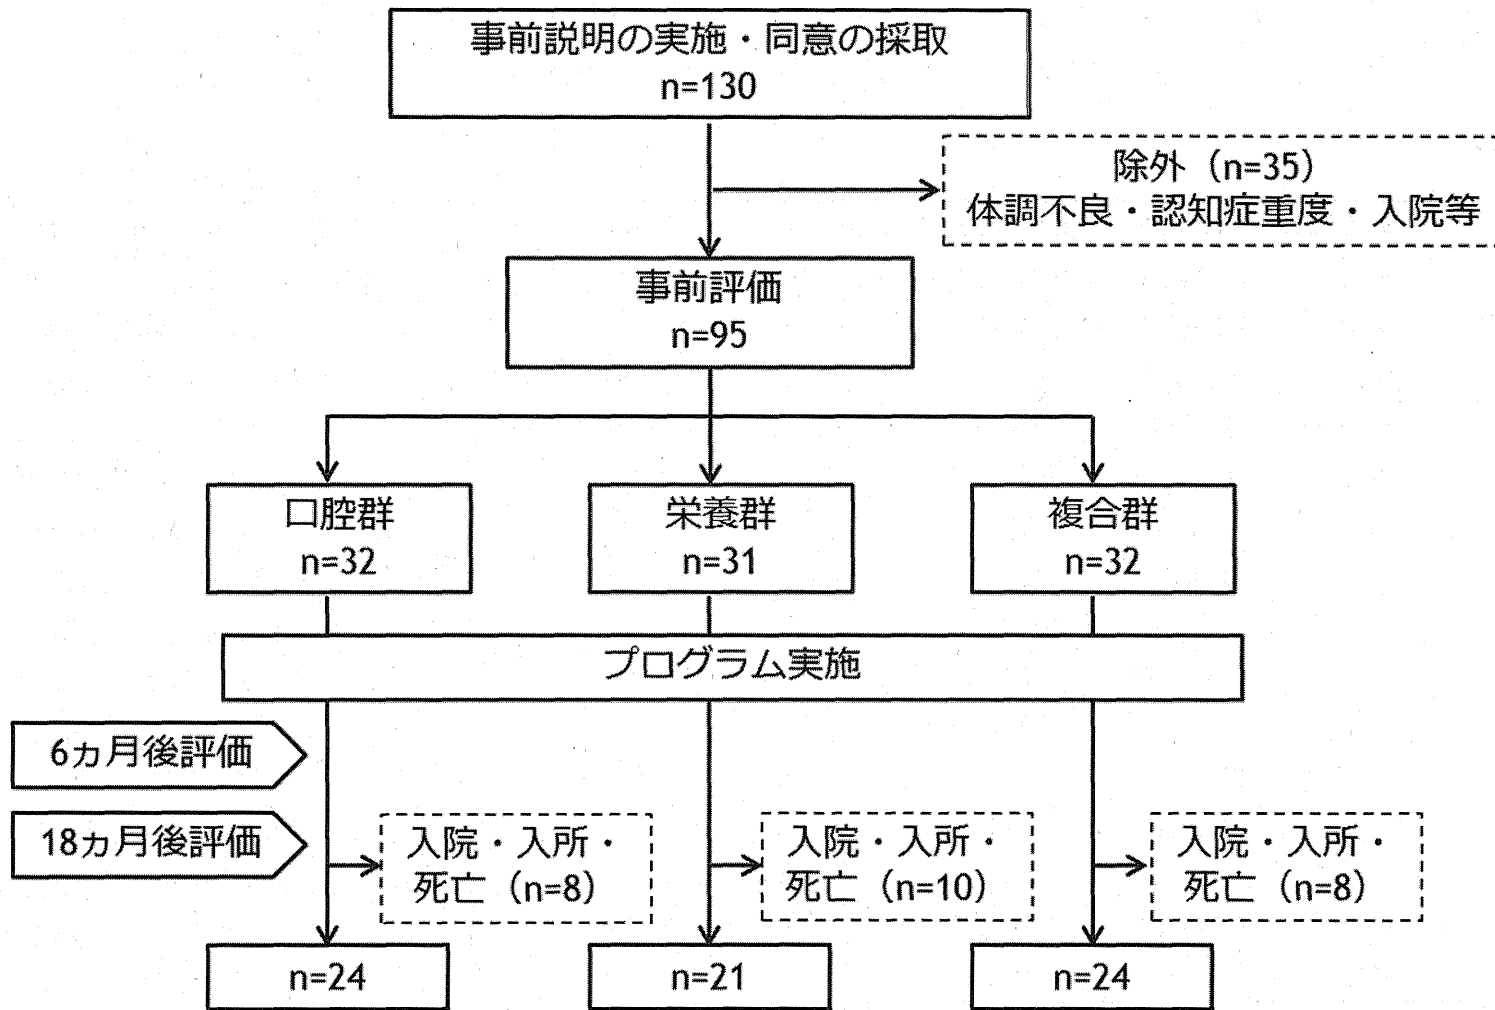 事前説明の実施・同意の採取
n=130
除外（n=35）
体調不良・認知症重度・入院等
事前評価
n=95
口腔群
n=32
栄養群
n=31
複合群
n=32
プログラム実施
6ヵ月後評価
18ヵ月後評価
入院・入所・
死亡（n=8）
入院・入所・
死亡（n=10）
入院・入所・
死亡（n=8）
n=24
n=21
n=24